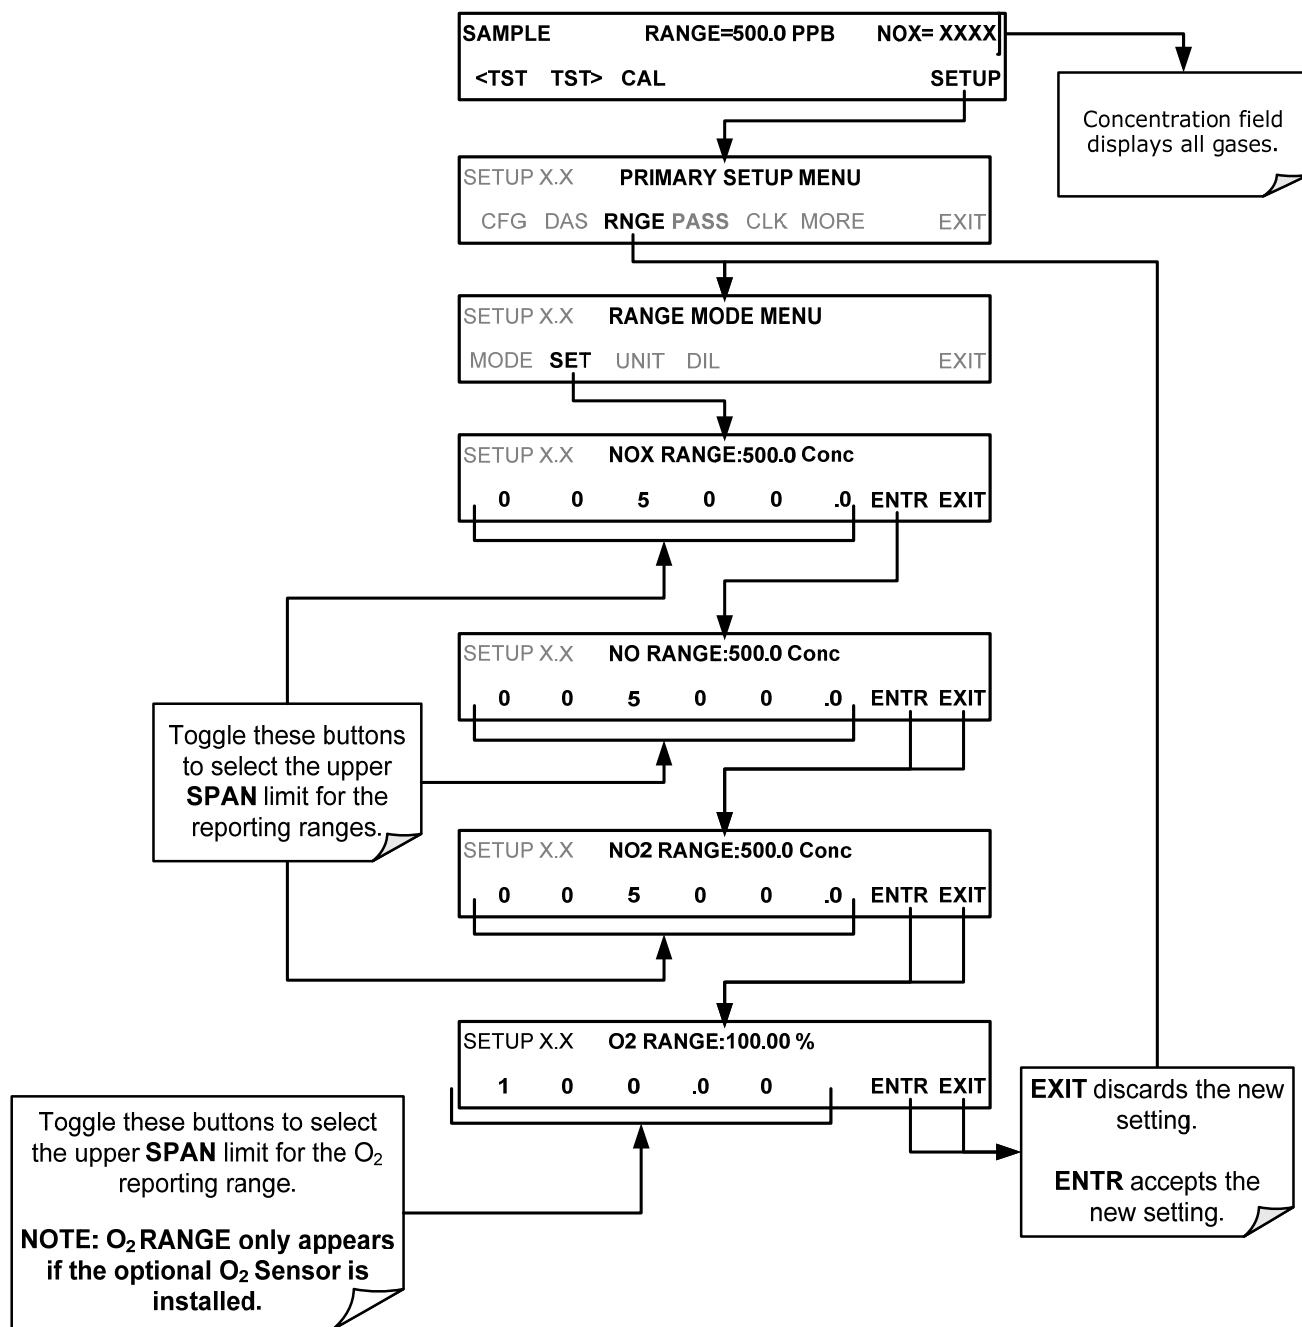 SAMPLE RANGE=500.0 PPB NOX= XXXX
<TST TST> CAL SETUP
Concentration field
displays all gases.
SETUP X.X PRIMARY SETUP MENU
CFG DAS RNGE PASS CLK MORE EXIT
SETUP X.X RANGE MODE MENU
MODE SET UNIT DIL EXIT
SETUP X.X NOX RANGE:500.0 Conc
0 0 5 0 0 .0 ENTR EXIT
SETUP X.X NO RANGE:500.0 Conc
0 0 5 0 0 .0 ENTR EXIT
Toggle these buttons
to select the upper
SPAN limit for the
reporting ranges.
SETUP X.X NO2 RANGE:500.0 Conc
0 0 5 0 0 .0 ENTR EXIT
SETUP X.X O2 RANGE:100.00 %
1 0 0 .0 0 ENTR EXIT
EXIT discards the new
setting.
ENTR accepts the
new setting.
Toggle these buttons to select
the upper SPAN limit for the O₂
reporting range.
NOTE: O₂ RANGE only appears
if the optional O₂ Sensor is
installed.